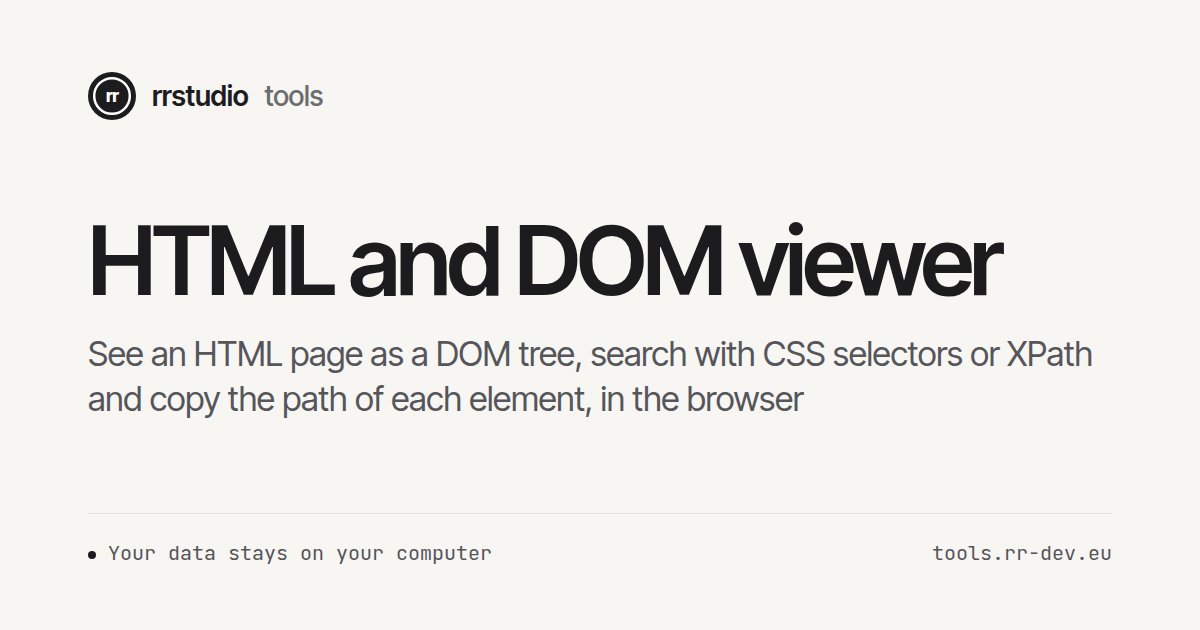 rr rrstudio tools
HTML and DOM viewer
See an HTML page as a DOM tree, search with CSS selectors or XPath
and copy the path of each element, in the browser
Your data stays on your computer
tools.rr-dev.eu